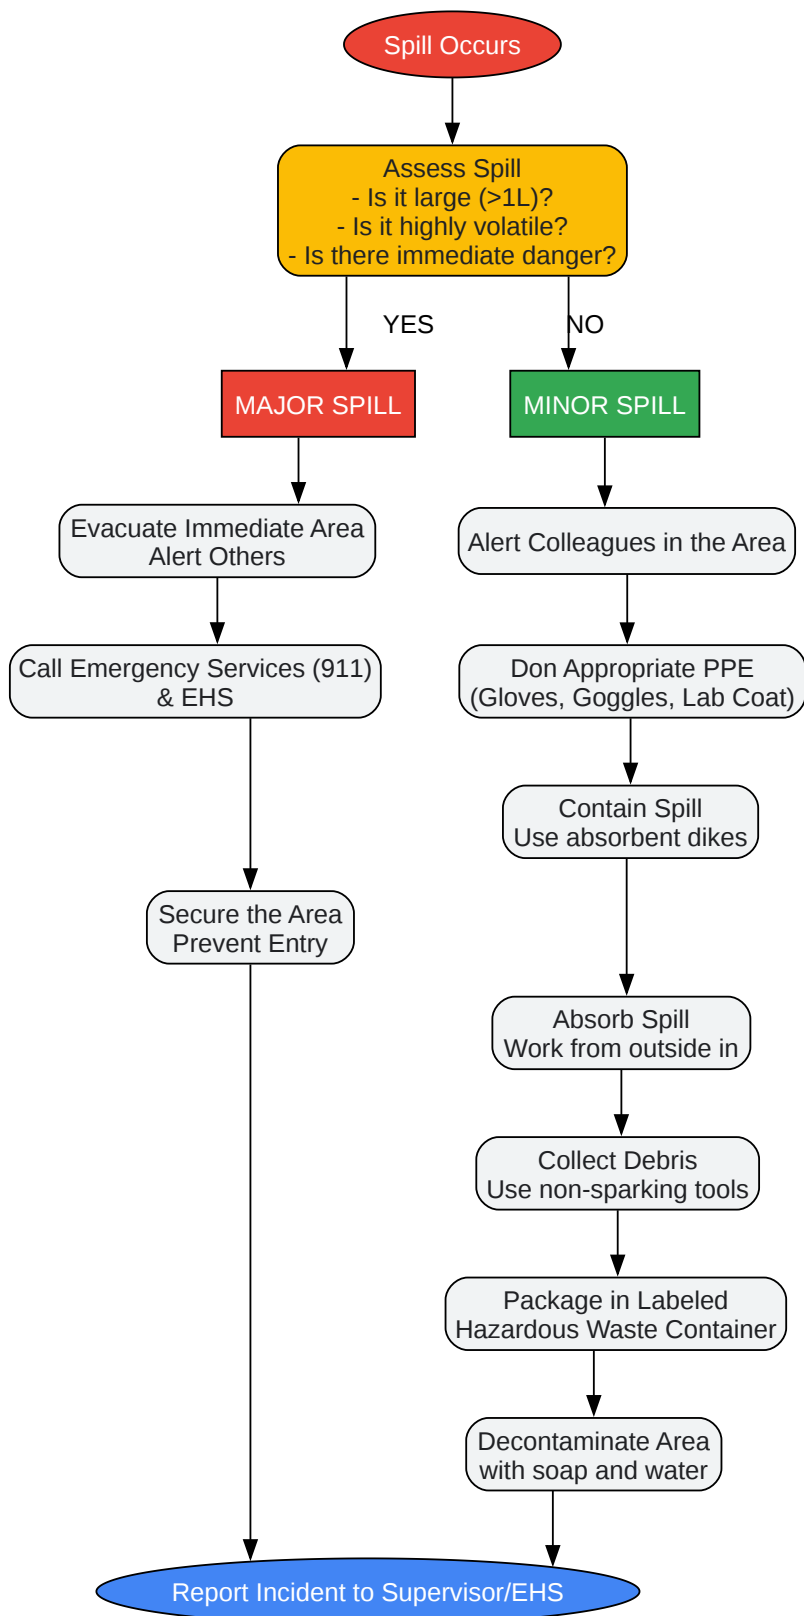 Spill Occurs
Assess Spill
- Is it large (>1L)?
- Is it highly volatile?
- Is there immediate danger?
YES
NO
MAJOR SPILL
MINOR SPILL
Evacuate Immediate Area
Alert Others
Alert Colleagues in the Area
Call Emergency Services (911)
& EHS
Don Appropriate PPE
(Gloves, Goggles, Lab Coat)
Contain Spill
Use absorbent dikes
Secure the Area
Prevent Entry
Absorb Spill
Work from outside in
Collect Debris
Use non-sparking tools
Package in Labeled
Hazardous Waste Container
Decontaminate Area
with soap and water
Report Incident to Supervisor/EHS